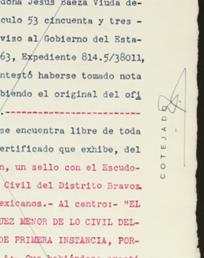 doña Jesús Baeza Viuda de-
culo 53 cincuenta y tres -
viso al Gobierno del Esta-
63, Expediente 814.5/38011,
ntestó haberse tomado nota
biendo el original del ofi
.------------------------
se encuentra libre de toda
ertificado que exhibe, del
n, un sello con el Escudo-
Civil del Distrito Bravos
exicanos.- Al centro:- "EL
UEZ MENOR DE LO CIVIL DEL-
DE PRIMERA INSTANCIA, POR-
COTEJADO